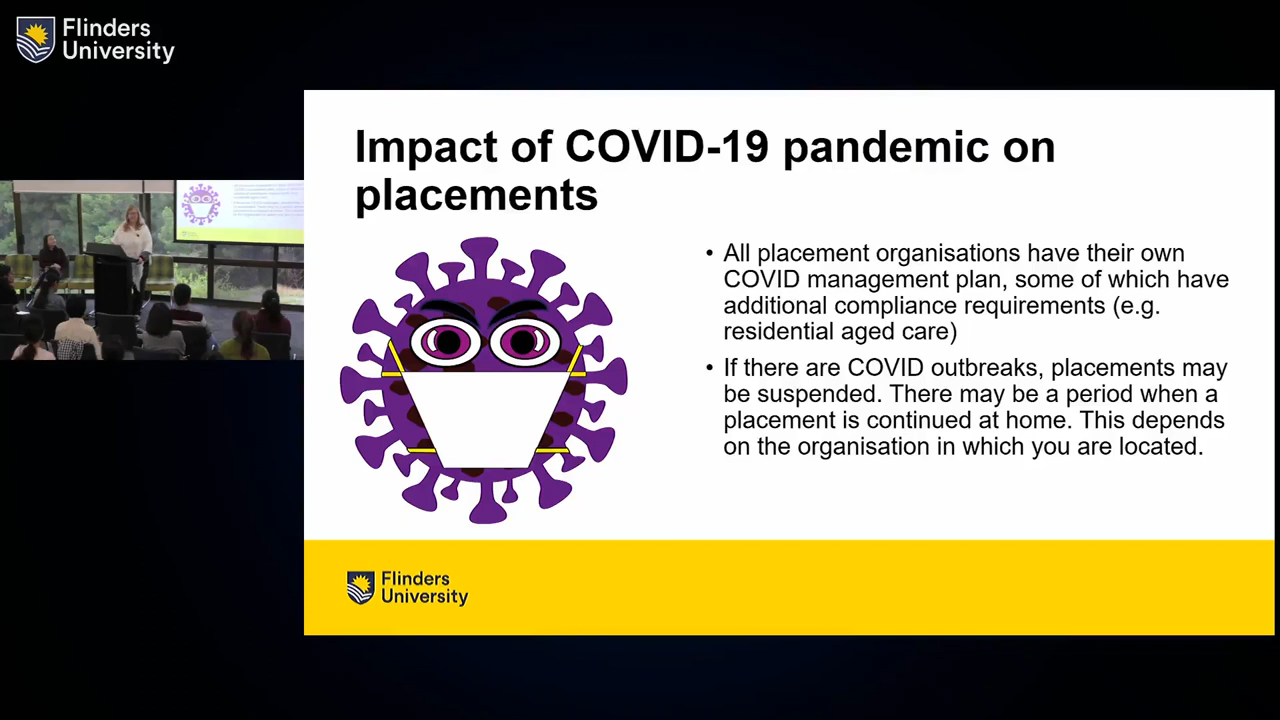 Flinders
University
Impact of COVID-19 pandemic on
placements
• All placement organisations have their own
COVID management plan, some of which have
additional compliance requirements (e.g.
residential aged care)
• If there are COVID outbreaks, placements may
be suspended. There may be a period when a
placement is continued at home. This depends
on the organisation in which you are located.
Flinders
University